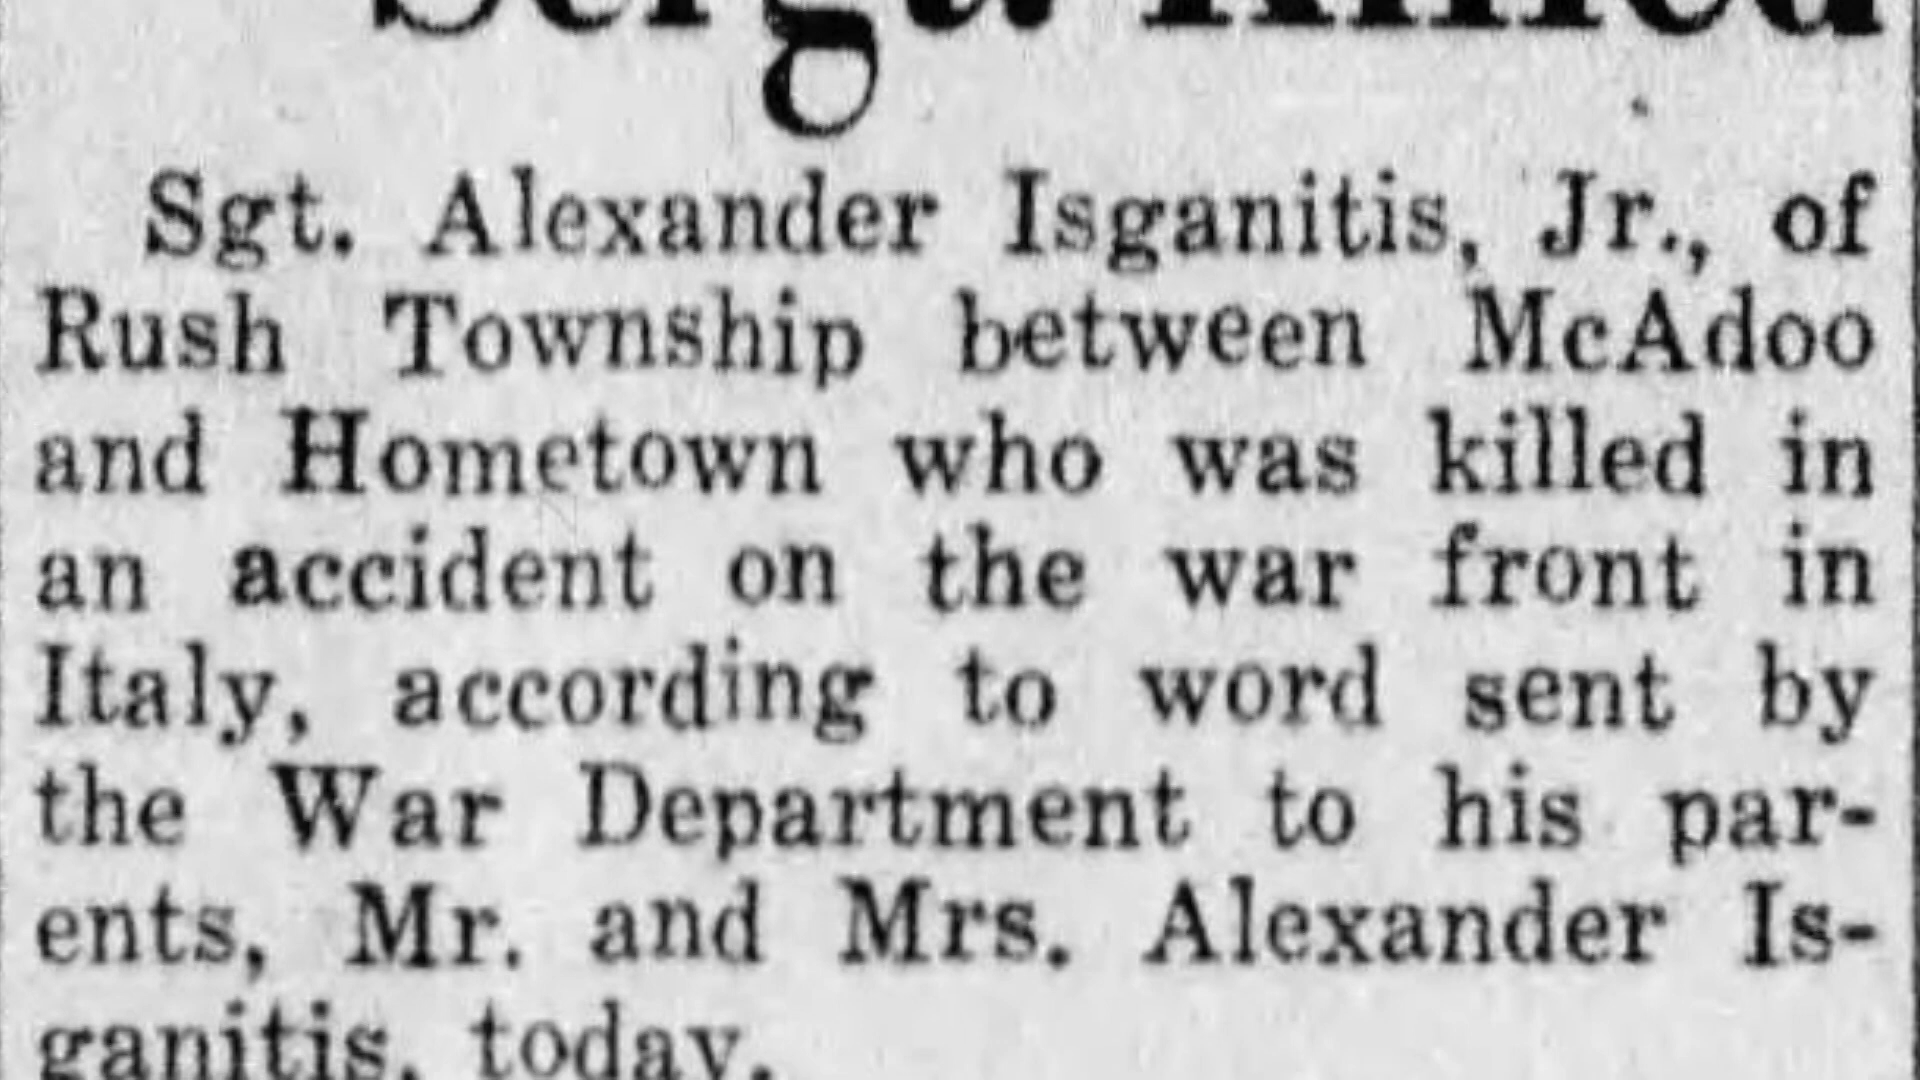 Sergt. Killed
Sgt. Alexander Isganitis, Jr., of
Rush Township between McAdoo
and Hometown who was killed in
an accident on the war front in
Italy, according to word sent by
the War Department to his par-
ents, Mr. and Mrs. Alexander Is-
ganitis, today.